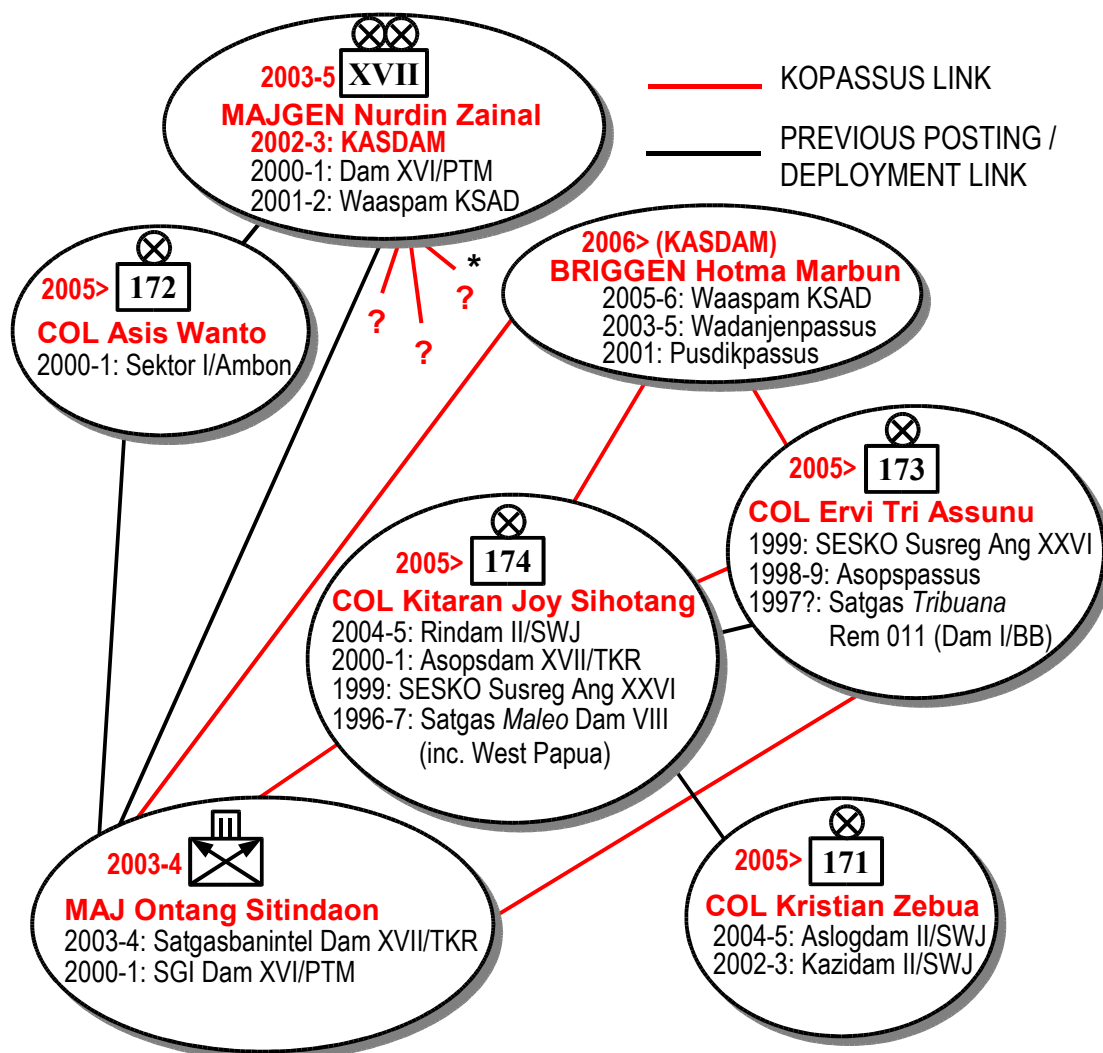 2003-5 XVII
MAJGEN Nurdin Zainal
2002-3: KASDAM
2000-1: Dam XVI/PTM
2001-2: Waaspam KSAD
KOPASSUS LINK
PREVIOUS POSTING /
DEPLOYMENT LINK
*
?
?
?
2005> 172
COL Asis Wanto
2000-1: Sektor I/Ambon
2006> (KASDAM)
BRIGGEN Hotma Marbun
2005-6: Waaspam KSAD
2003-5: Wadanjenpassus
2001: Pusdikpassus
2005> 173
COL Ervi Tri Assunu
1999: SESKO Susreg Ang XXVI
1998-9: Asopspassus
1997?: Satgas Tribuana
Rem 011 (Dam I/BB)
2005> 174
COL Kitaran Joy Sihotang
2004-5: Rindam II/SWJ
2000-1: Asopsdam XVII/TKR
1999: SESKO Susreg Ang XXVI
1996-7: Satgas Maleo Dam VIII
(inc. West Papua)
2003-4
MAJ Ontang Sitindaon
2003-4: Satgasbanintel Dam XVII/TKR
2000-1: SGI Dam XVI/PTM
2005> 171
COL Kristian Zebua
2004-5: Aslogdam II/SWJ
2002-3: Kazidam II/SWJ